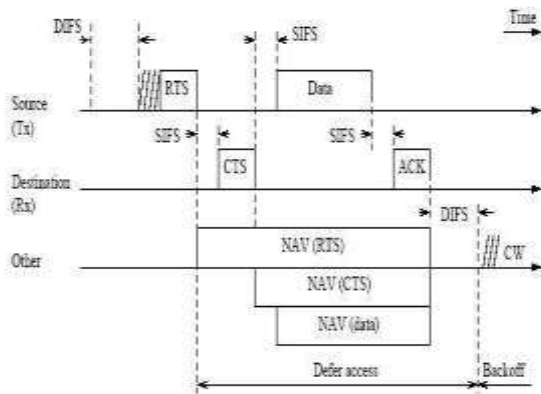 DIFS
SIFS
Time
RTS
Data
Source
(Tx)
SIFS
SIFS
CTS
ACK
Destination
(Rx)
DIFS
NAV (RTS)
Other
CW
NAV (CTS)
NAV (data)
Defer access
Backoff